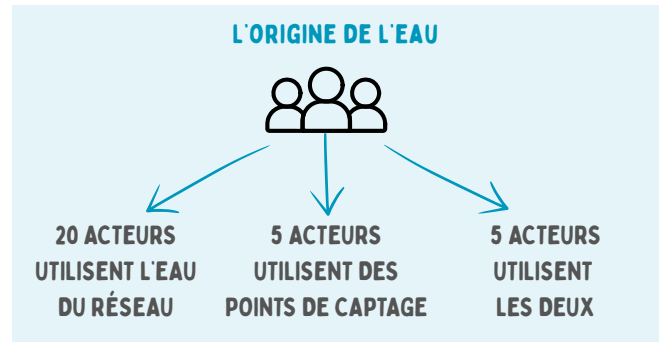 L'ORIGINE DE L'EAU
20 ACTEURS
UTILISENT L'EAU
DU RÉSEAU
5 ACTEURS
UTILISENT DES
POINTS DE CAPTAGE
5 ACTEURS
UTILISENT
LES DEUX